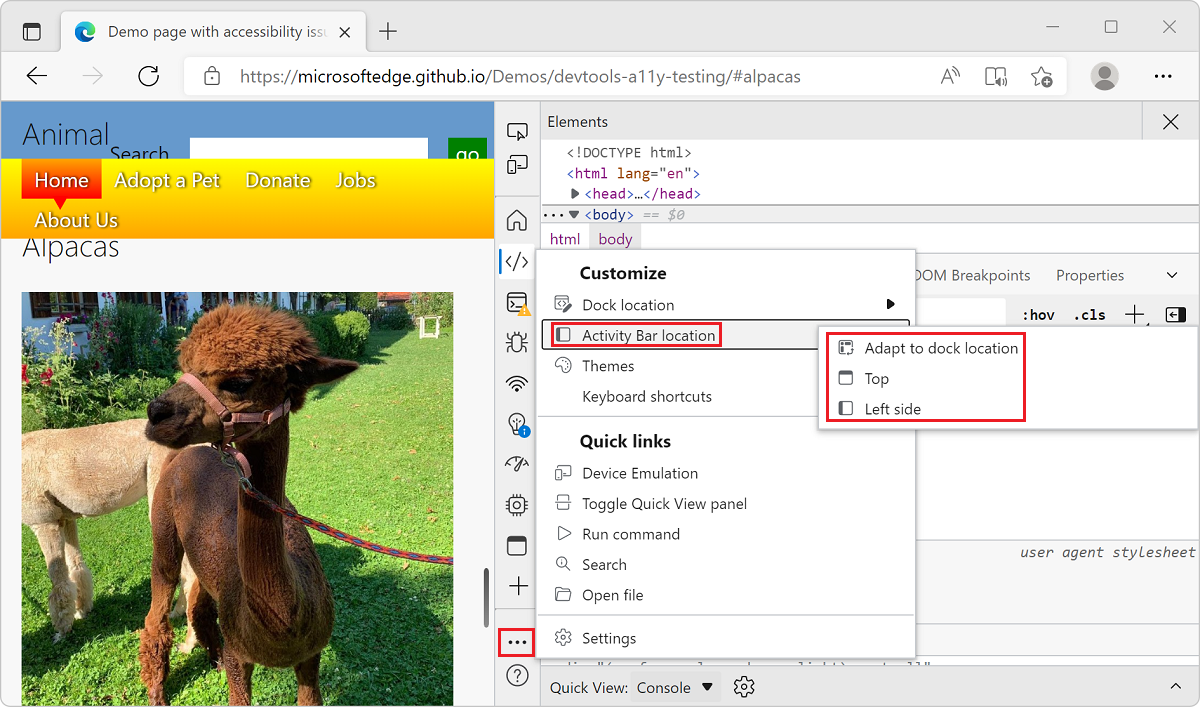 Demo page with accessibility issu
https://microsoftedge.github.io/Demos/devtools-a11y-testing/#alpacas
Animal
Search
go
Home
Adopt a Pet
Donate
Jobs
About Us
Alpacas
Elements
<!DOCTYPE html>
<html lang="en">
<head>…</head>
<body> == $0
html
body
DOM Breakpoints
Properties
:hov
.cls
Customize
Dock location
Activity Bar location
Themes
Keyboard shortcuts
Adapt to dock location
Top
Left side
Quick links
Device Emulation
Toggle Quick View panel
Run command
Search
Open file
Settings
user agent stylesheet
Quick View: Console